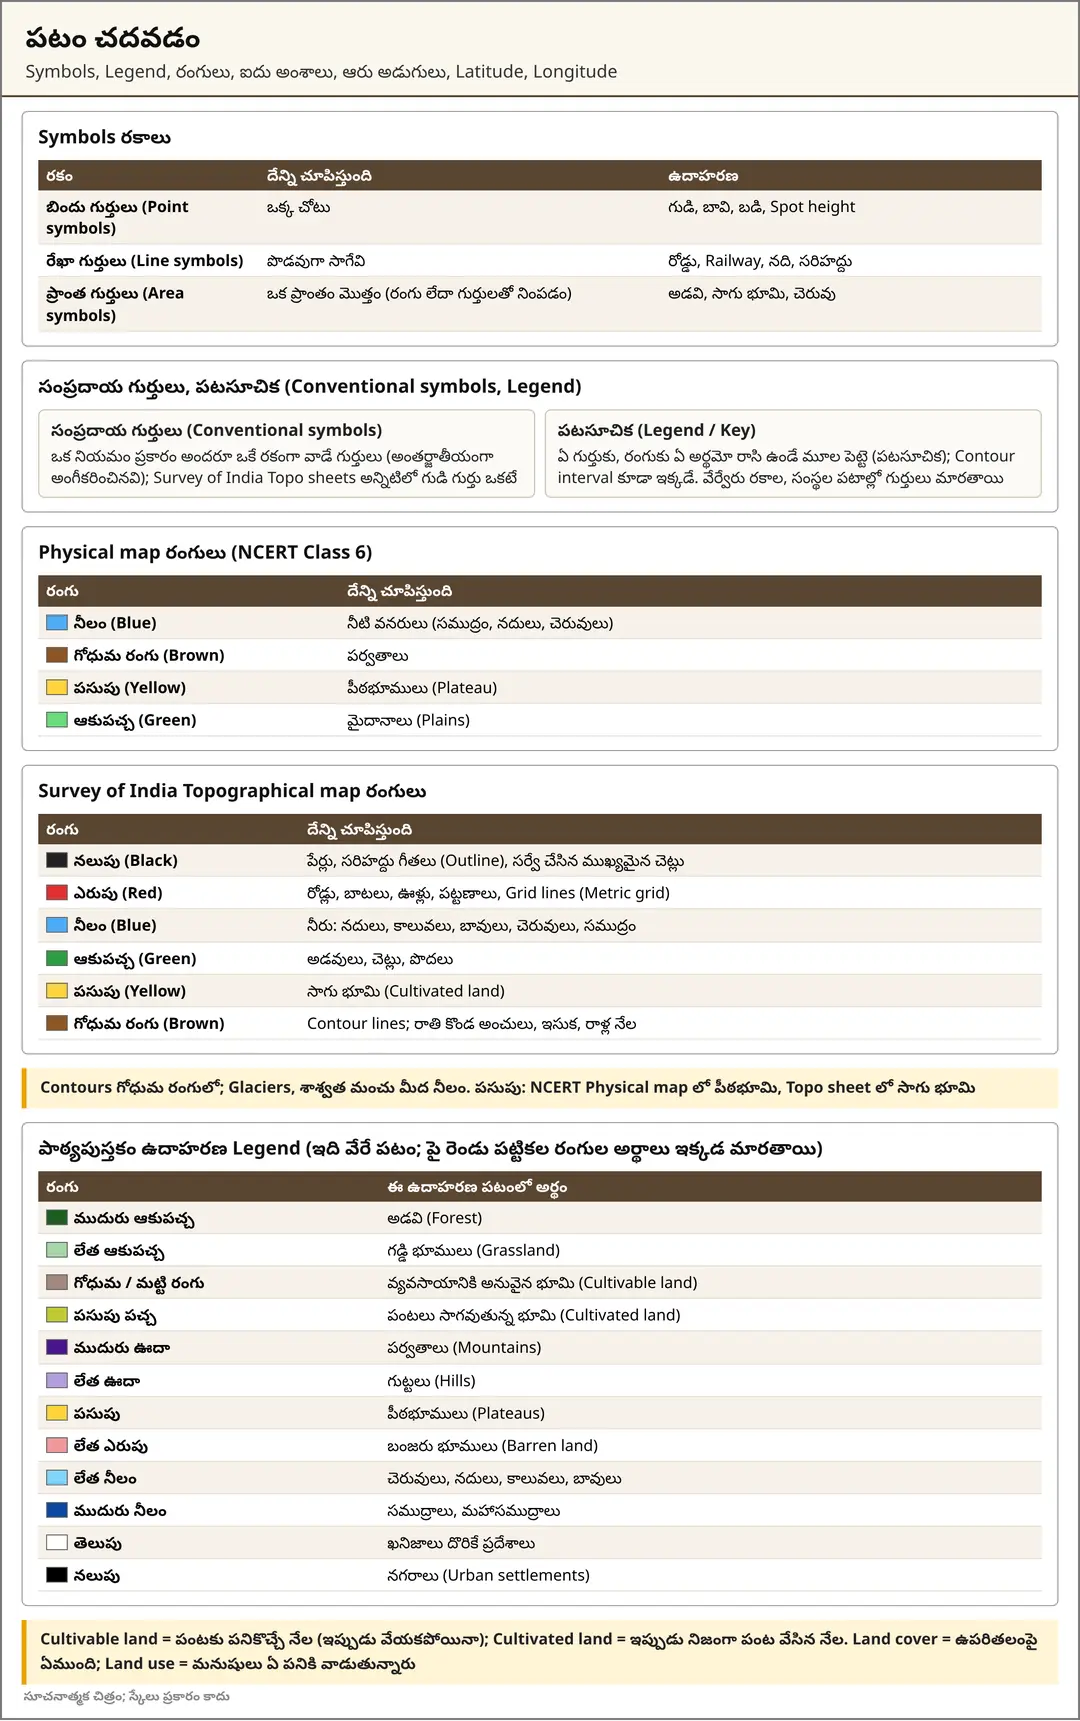 పటం చదవడం
Symbols, Legend, రంగులు, ఐదు అంశాలు, ఆరు అడుగులు, Latitude, Longitude
Symbols రకాలు
రకం దేన్ని చూపిస్తుంది ఉదాహరణ
బిందు గుర్తులు (Point symbols) ఒక్క చోటు గుడి, బావి, బడి, Spot height
రేఖా గుర్తులు (Line symbols) పొడవుగా సాగేవి రోడ్డు, Railway, నది, సరిహద్దు
ప్రాంత గుర్తులు (Area symbols) ఒక ప్రాంతం మొత్తం (రంగు లేదా గుర్తులతో నింపడం) అడవి, సాగు భూమి, చెరువు
సంప్రదాయ గుర్తులు, పటసూచిక (Conventional symbols, Legend)
సంప్రదాయ గుర్తులు (Conventional symbols)
ఒక నియమం ప్రకారం అందరూ ఒకే రకంగా వాడే గుర్తులు (అంతర్జాతీయంగా
అంగీకరించినవి); Survey of India Topo sheets అన్నిటిలో గుడి గుర్తు ఒకటే
పటసూచిక (Legend / Key)
ఏ గుర్తుకు, రంగుకు ఏ అర్థమో రాసి ఉండే మూల పెట్టె (పటసూచిక); Contour
interval కూడా ఇక్కడే. వేర్వేరు రకాల, సంస్థల పటాల్లో గుర్తులు మారతాయి
Physical map రంగులు (NCERT Class 6)
రంగు దేన్ని చూపిస్తుంది
నీలం (Blue) నీటి వనరులు (సముద్రం, నదులు, చెరువులు)
గోధుమ రంగు (Brown) పర్వతాలు
పసుపు (Yellow) పీఠభూములు (Plateau)
ఆకుపచ్చ (Green) మైదానాలు (Plains)
Survey of India Topographical map రంగులు
రంగు దేన్ని చూపిస్తుంది
నలుపు (Black) పేర్లు, సరిహద్దు గీతలు (Outline), సర్వే చేసిన ముఖ్యమైన చెట్లు
ఎరుపు (Red) రోడ్లు, బాటలు, ఊళ్లు, పట్టణాలు, Grid lines (Metric grid)
నీలం (Blue) నీరు: నదులు, కాలువలు, బావులు, చెరువులు, సముద్రం
ఆకుపచ్చ (Green) అడవులు, చెట్లు, పొదలు
పసుపు (Yellow) సాగు భూమి (Cultivated land)
గోధుమ రంగు (Brown) Contour lines; రాతి కొండ అంచులు, ఇసుక, రాళ్ల నేల
Contours గోధుమ రంగులో; Glaciers, శాశ్వత మంచు మీద నీలం. పసుపు: NCERT Physical map లో పీఠభూమి, Topo sheet లో సాగు భూమి
పాఠ్యపుస్తకం ఉదాహరణ Legend (ఇది వేరే పటం; పై రెండు పట్టికల రంగుల అర్థాలు ఇక్కడ మారతాయి)
రంగు ఈ ఉదాహరణ పటంలో అర్థం
ముదురు ఆకుపచ్చ అడవి (Forest)
లేత ఆకుపచ్చ గడ్డి భూములు (Grassland)
గోధుమ / మట్టి రంగు వ్యవసాయానికి అనువైన భూమి (Cultivable land)
పసుపు పచ్చ పంటలు సాగవుతున్న భూమి (Cultivated land)
ముదురు ఊదా పర్వతాలు (Mountains)
లేత ఊదా గుట్టలు (Hills)
పసుపు పీఠభూములు (Plateaus)
లేత ఎరుపు బంజరు భూములు (Barren land)
లేత నీలం చెరువులు, నదులు, కాలువలు, బావులు
ముదురు నీలం సముద్రాలు, మహాసముద్రాలు
తెలుపు ఖనిజాలు దొరికే ప్రదేశాలు
నలుపు నగరాలు (Urban settlements)
Cultivable land = పంటకు పనికొచ్చే నేల (ఇప్పుడు వేయకపోయినా); Cultivated land = ఇప్పుడు నిజంగా పంట వేసిన నేల. Land cover = ఉపరితలంపై
ఏముంది; Land use = మనుషులు ఏ పనికి వాడుతున్నారు
సూచనాత్మక చిత్రం; స్కేలు ప్రకారం కాదు